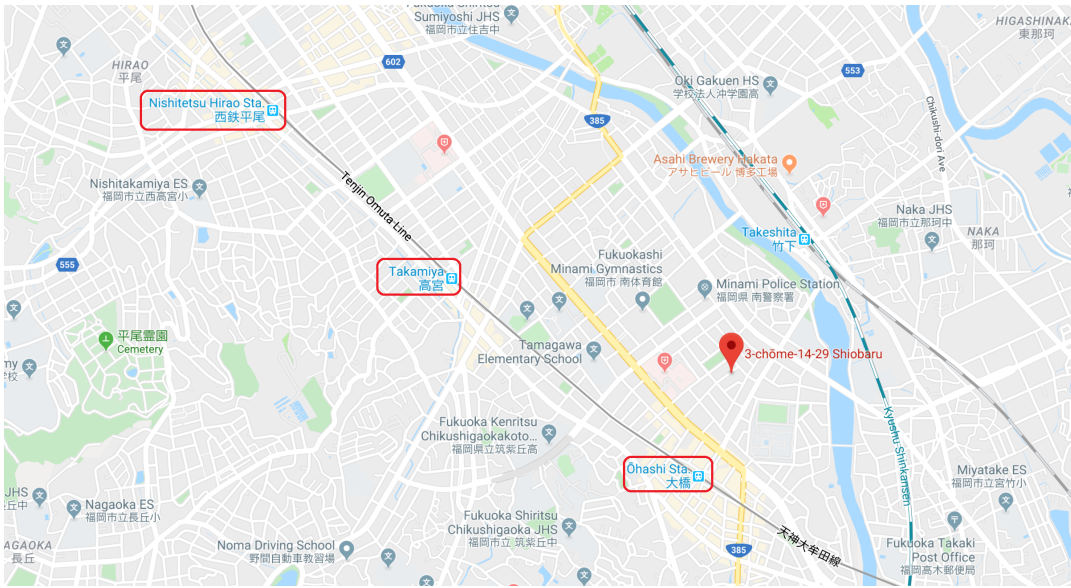 Sumiyoshi JHS
福岡市立住吉中
HIGASHINAKA
東那珂
HIRAO
平尾
602
553
Oki Gakuen HS
学校法人沖学園高
Nishitetsu Hirao Sta.
西鉄平尾
385
Chikushi-dori Ave
Asahi Brewery Hakata
アサヒビール 博多工場
Nishitakamiya ES
福岡市立西高宮小
Tenjin Omuta Line
Naka JHS
福岡市立那珂中
NAKA
那珂
Takeshita
竹下
555
Takamiya
高宮
Fukuokashi
Minami Gymnastics
福岡市 南体育館
Minami Police Station
福岡県 南警察署
平尾霊園
Cemetery
Tamagawa
Elementary School
3-chōme-14-29 Shiobaru
my
学校
Fukuoka Kenritsu
Chikushigaokakoto...
福岡県立筑紫丘高
Kyushu Shinkansen
Ōhashi Sta.
大橋
Miyatake ES
福岡市立宮竹小
JHS
丘中
Nagaoka ES
福岡市立長丘小
Fukuoka Shiritsu
Chikushigaoka JHS
福岡市立 筑紫丘中
天神大牟田線
AGAOKA
長丘
Noma Driving School
野間自動車教習場
385
Fukuoka Takaki
Post Office
福岡高木郵便局